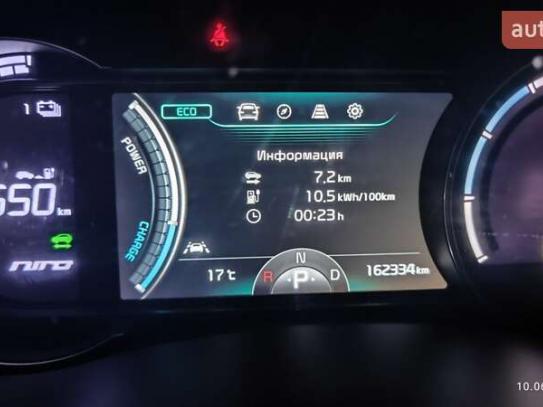 auto
1
ECO
POWER
Информация
7,2 km
10,5 kWh/100km
00:23 h
650 km
CHARGE
NIRO
17°C
R N P D
162334 km
10.06